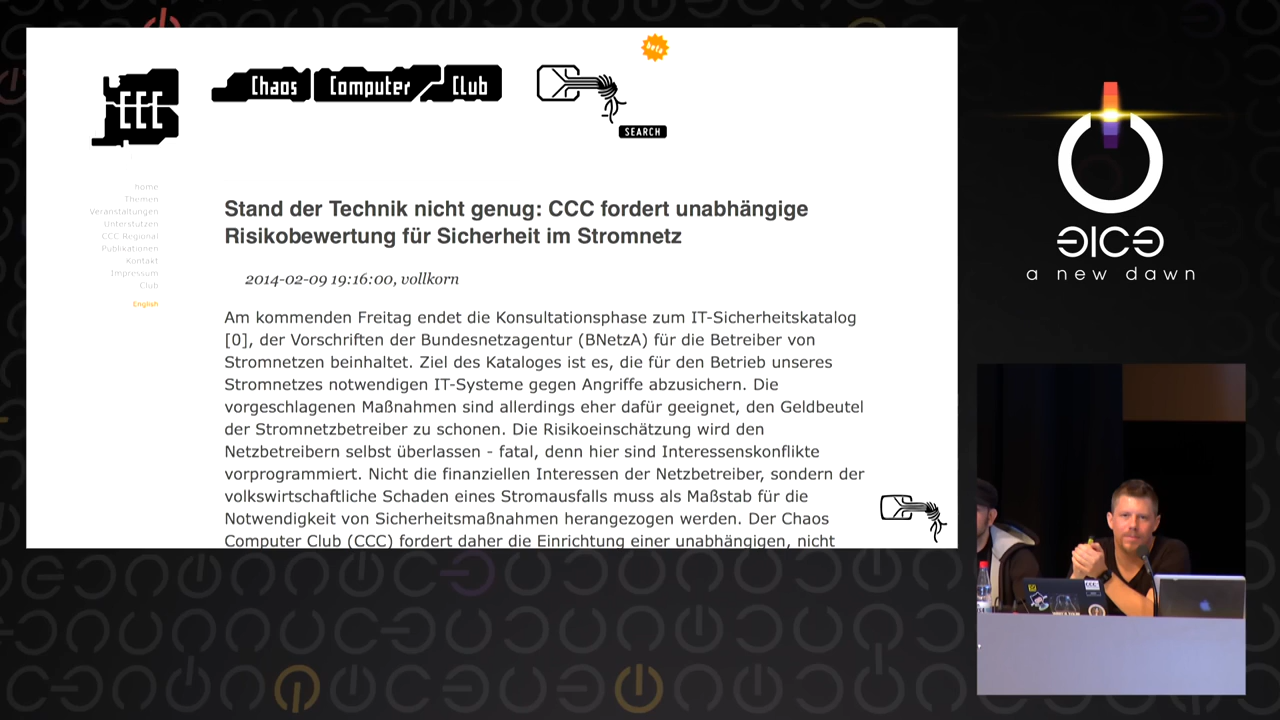 beta
CCC
Chaos Computer Club
SEARCH
home
Themen
Veranstaltungen
Unterstützen
CCC Regional
Publikationen
Kontakt
Impressum
Club
English
Stand der Technik nicht genug: CCC fordert unabhängige
Risikobewertung für Sicherheit im Stromnetz
2014-02-09 19:16:00, vollkorn
Am kommenden Freitag endet die Konsultationsphase zum IT-Sicherheitskatalog
[0], der Vorschriften der Bundesnetzagentur (BNetzA) für die Betreiber von
Stromnetzen beinhaltet. Ziel des Kataloges ist es, die für den Betrieb unseres
Stromnetzes notwendigen IT-Systeme gegen Angriffe abzusichern. Die
vorgeschlagenen Maßnahmen sind allerdings eher dafür geeignet, den Geldbeutel
der Stromnetzbetreiber zu schonen. Die Risikoeinschätzung wird den
Netzbetreibern selbst überlassen - fatal, denn hier sind Interessenskonflikte
vorprogrammiert. Nicht die finanziellen Interessen der Netzbetreiber, sondern der
volkswirtschaftliche Schaden eines Stromausfalls muss als Maßstab für die
Notwendigkeit von Sicherheitsmaßnahmen herangezogen werden. Der Chaos
Computer Club (CCC) fordert daher die Einrichtung einer unabhängigen, nicht
a new dawn